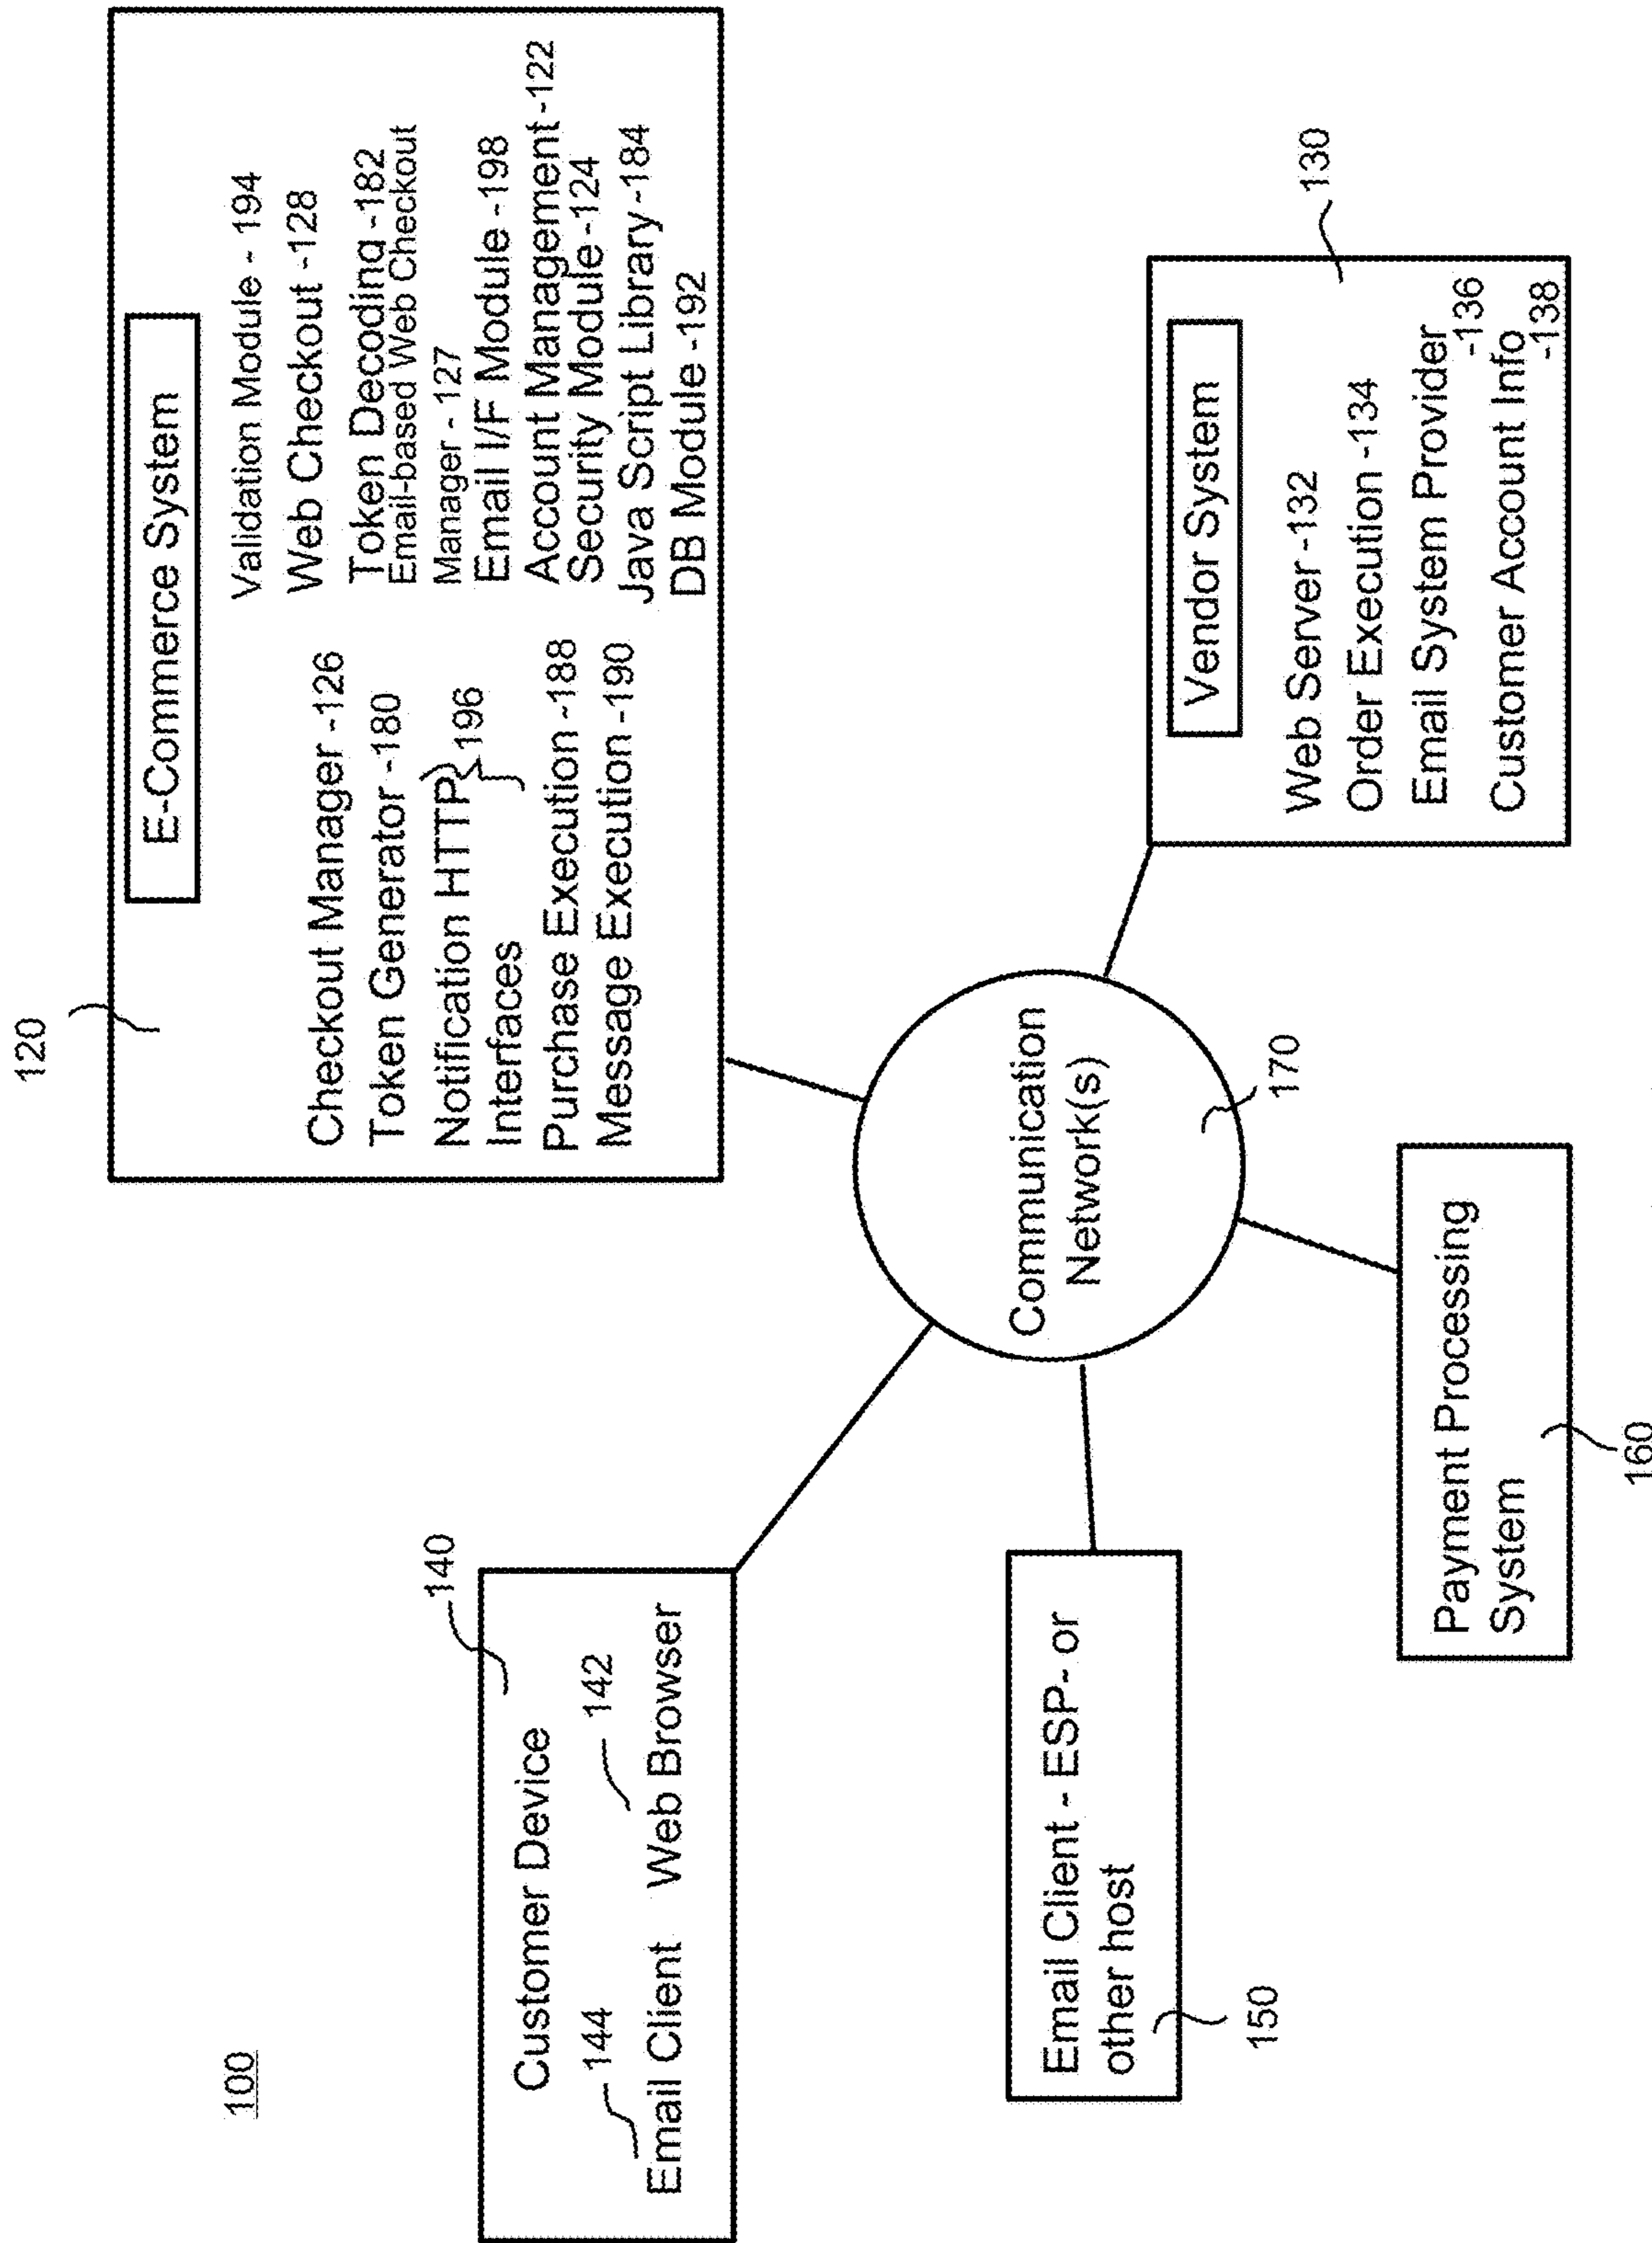 100
120
E-Commerce System
Checkout Manager -126
Token Generator -180
Notification HTTP
Interfaces
196
Purchase Execution -188
Message Execution -190
Validation Module - 194
Web Checkout -128
Token Decoding -182
Email-based Web Checkout
Manager - 127
Email I/F Module -198
Account Management -122
Security Module -124
Java Script Library -184
DB Module -192
140
Customer Device
144
142
Email Client Web Browser
Communication
Network(s)
170
Email Client - ESP- or
other host
150
Payment Processing
System
160
130
Vendor System
Web Server -132
Order Execution -134
Email System Provider
-136
Customer Account Info
-138